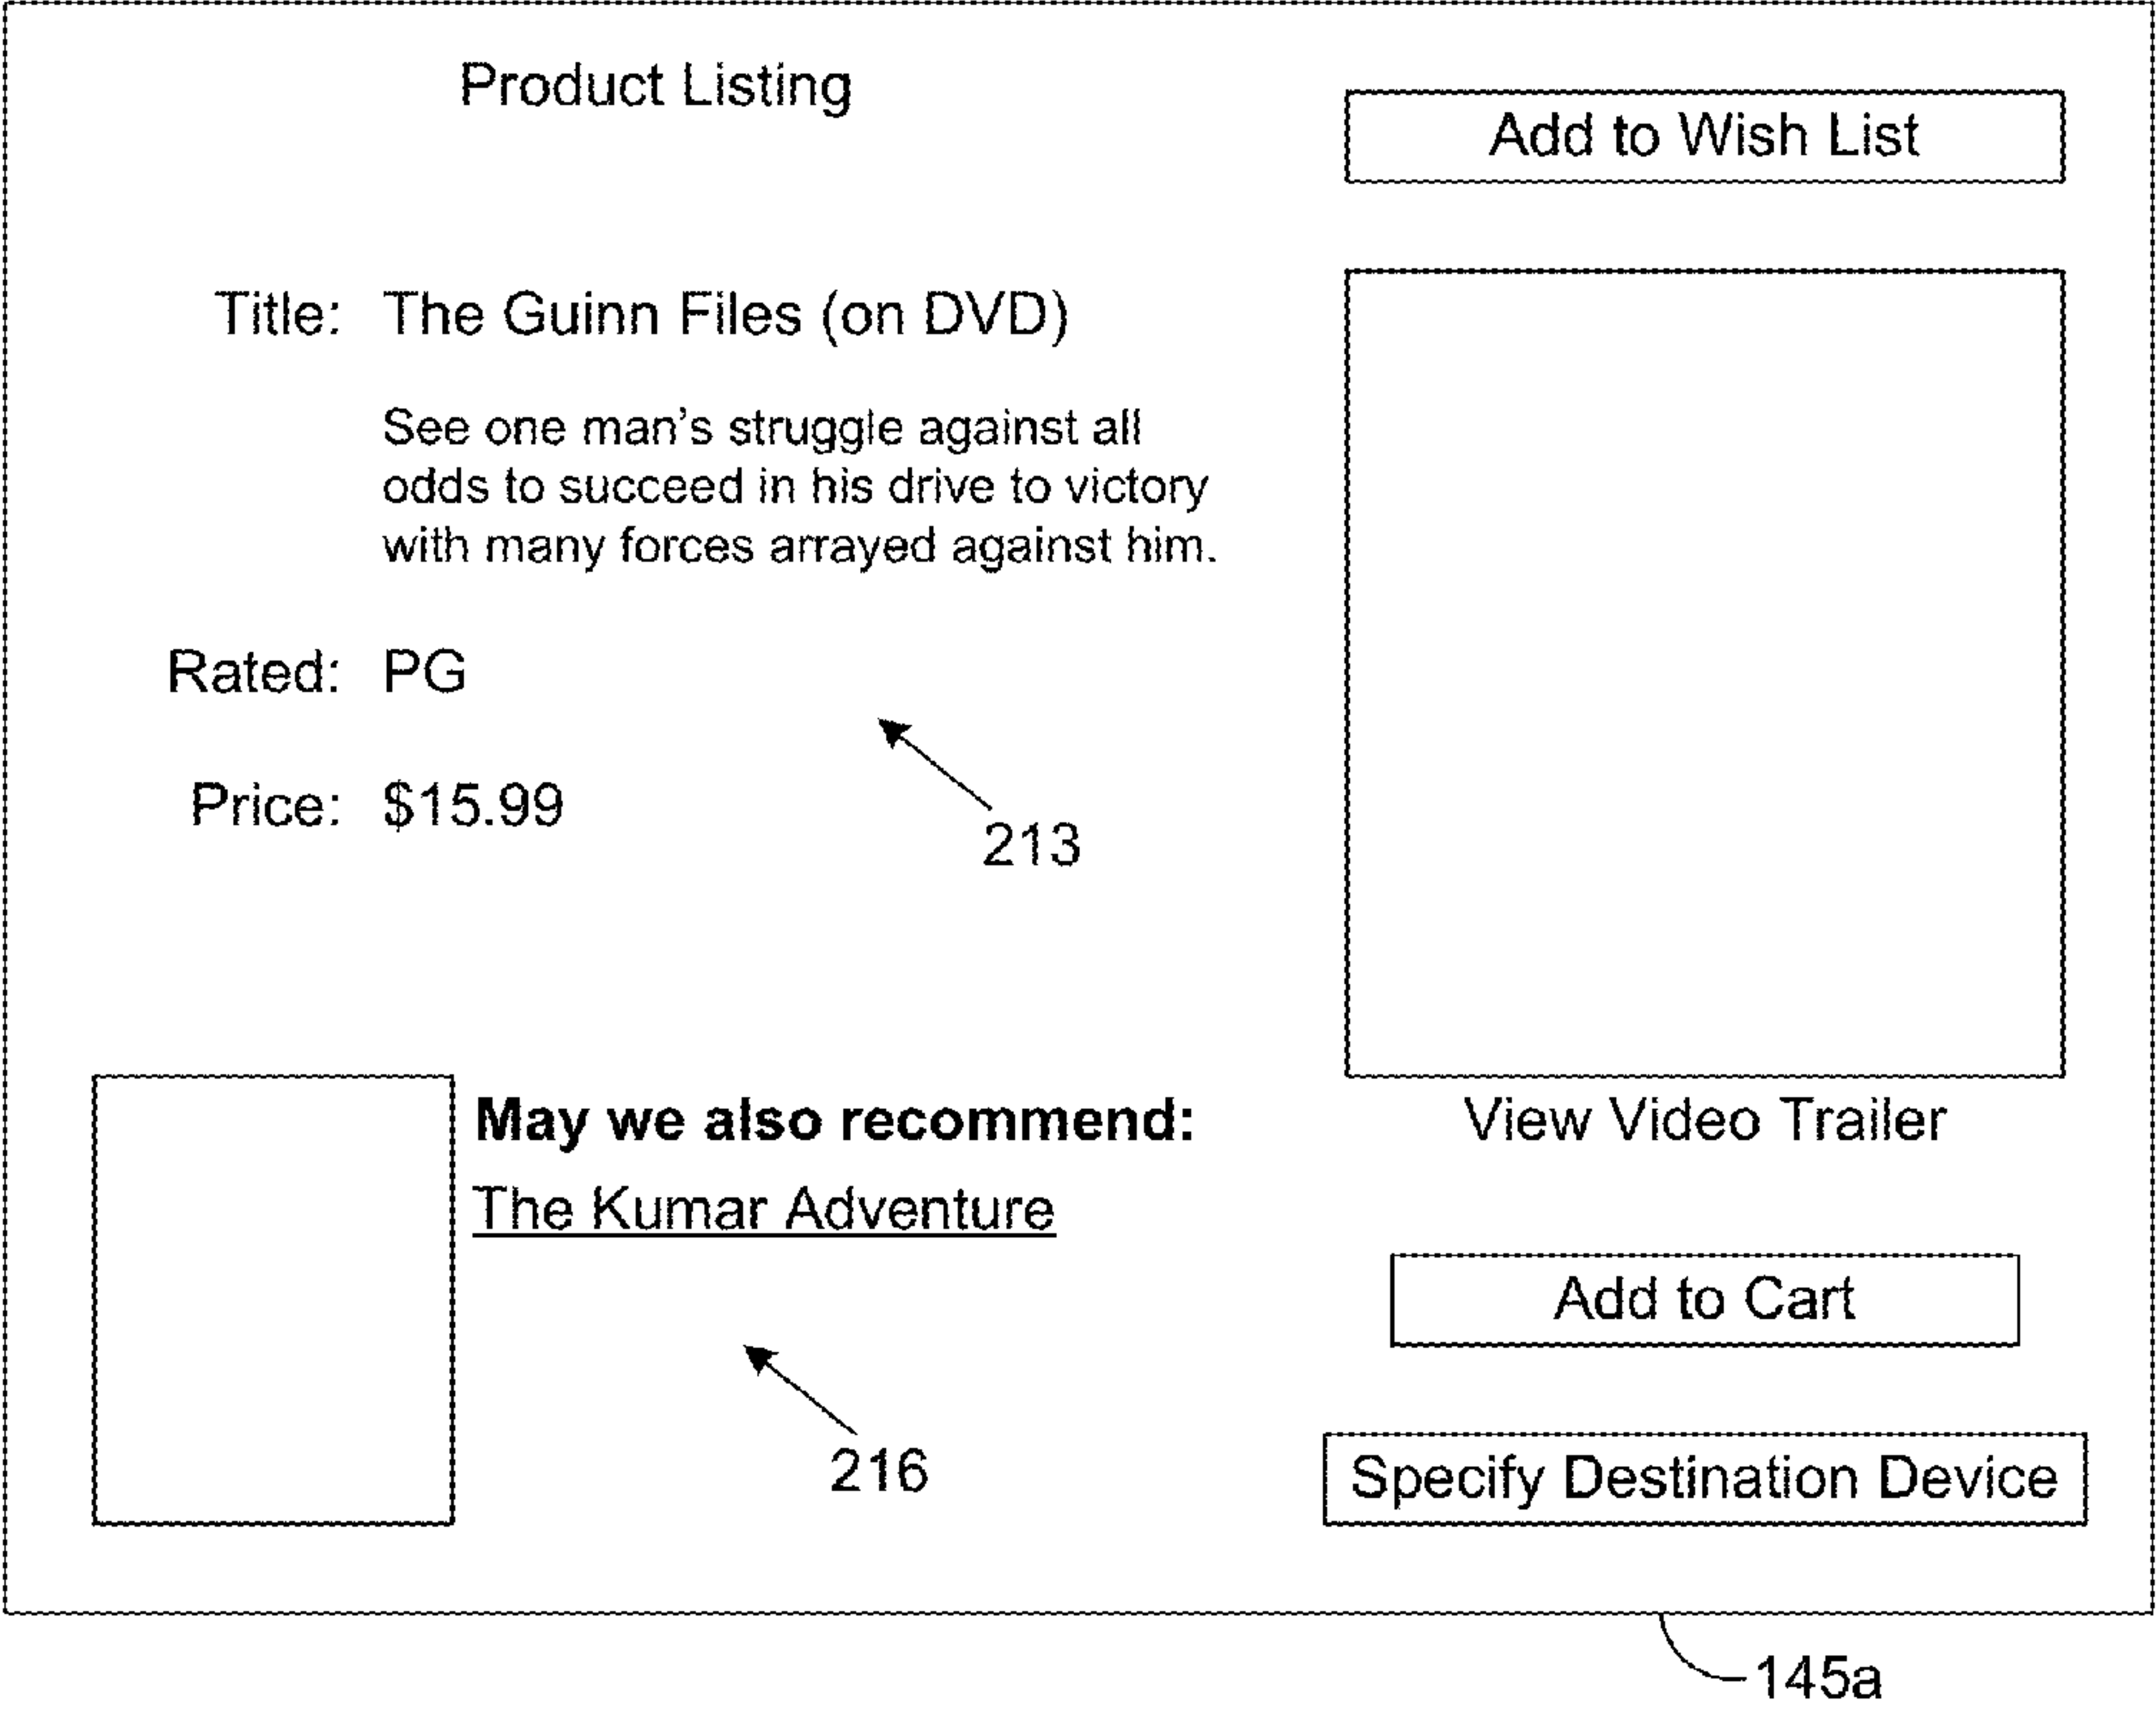 Product Listing
Add to Wish List
Title: The Guinn Files (on DVD)
See one man's struggle against all
odds to succeed in his drive to victory
with many forces arrayed against him.
Rated: PG
Price: $15.99
213
May we also recommend:
The Kumar Adventure
216
View Video Trailer
Add to Cart
Specify Destination Device
145a